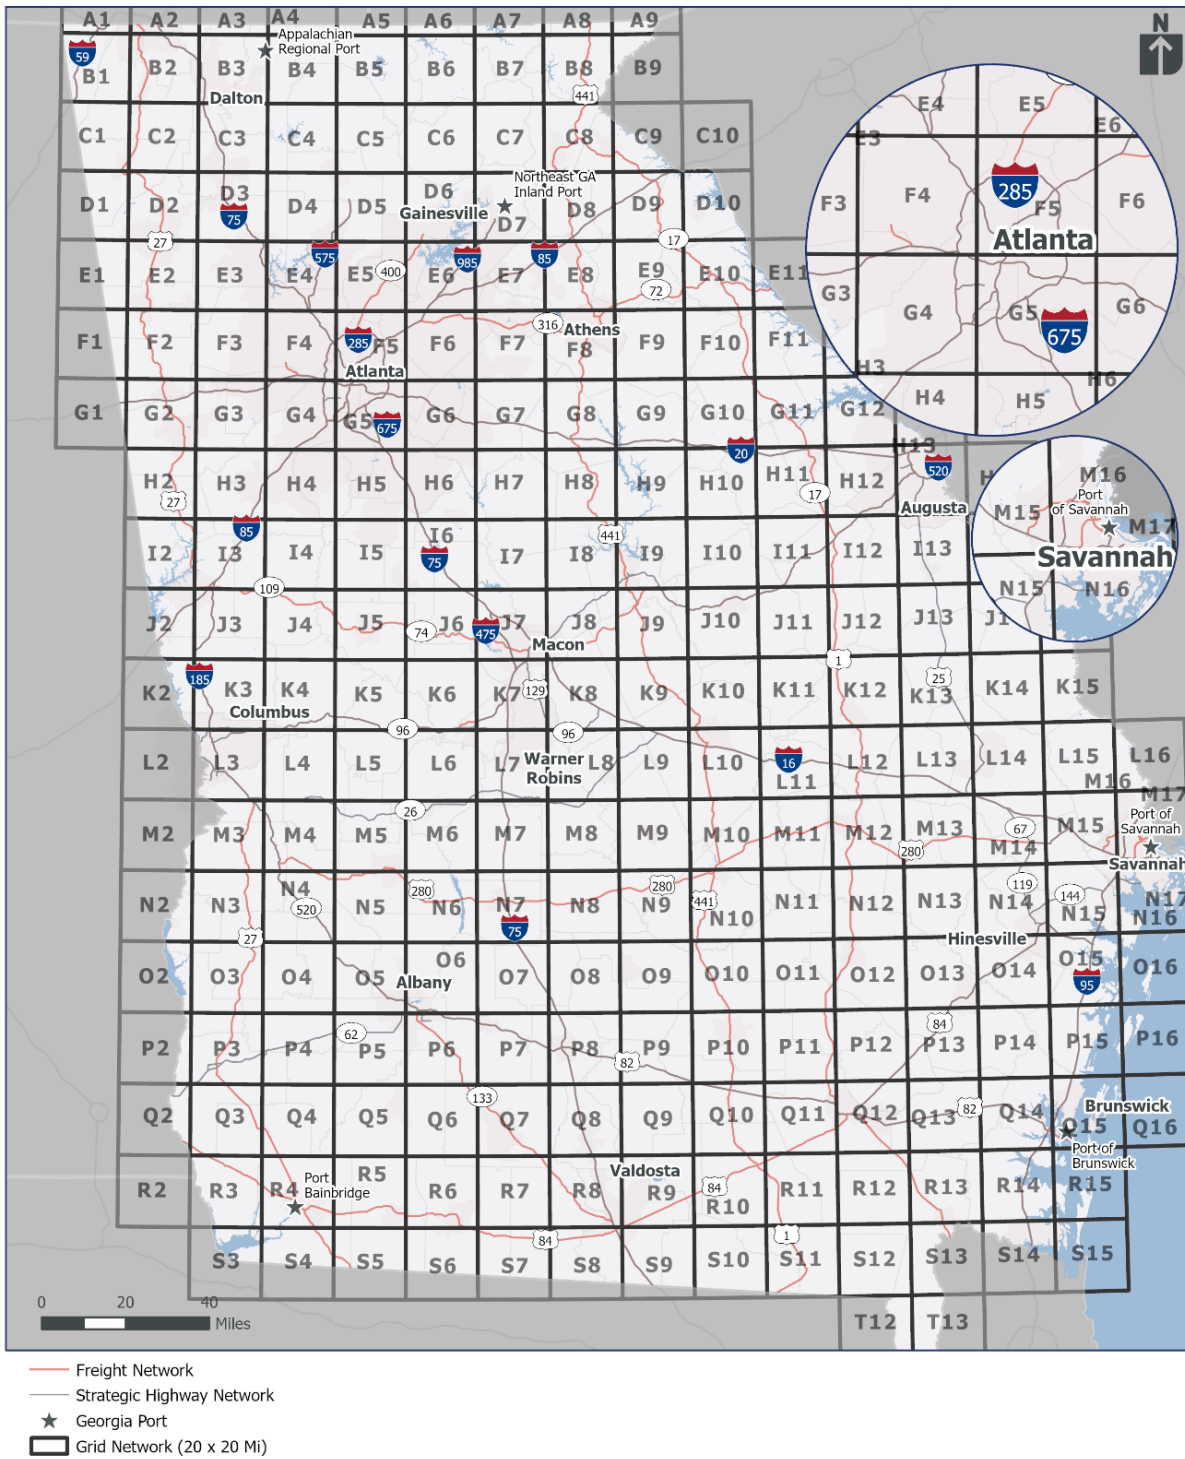 A1 A2 A3 A4 A5 A6 A7 A8 A9
N
Appalachian
Regional Port
59
B1 B2 B3 B4 B5 B6 B7 B8 B9
Dalton
441
C1 C2 C3 C4 C5 C6 C7 C8 C9 C10
Northeast GA
Inland Port
D1 D2 D3 D4 D5 D6 D7 D8 D9 D10
75
Gainesville
27
17
575
985
85
E1 E2 E3 E4 E5 E6 E7 E8 E9 E10 E11
400
72
316
Athens
F1 F2 F3 F4 F5 F6 F7 F8 F9 F10 F11
285
Atlanta
G1 G2 G3 G4 G5 G6 G7 G8 G9 G10 G11 G12
675
20
E4 E5
E3 E6
285
F3 F4 F5 F6
Atlanta
G3 G4 G5 G6
675
H3 H6
H4 H5
H13
520
H2 H3 H4 H5 H6 H7 H8 H9 H10 H11 H12 H
27
17
Augusta
M16
Port
of Savannah
M15
M17
Savannah
N15 N16
85
75
441
I2 I3 I4 I5 I6 I7 I8 I9 I10 I11 I12 I13
109
J2 J3 J4 J5 J6 J7 J8 J9 J10 J11 J12 J13 J1
74
475
Macon
1
185
25
K2 K3 K4 K5 K6 K7 K8 K9 K10 K11 K12 K13 K14 K15
129
Columbus
96
96
L2 L3 L4 L5 L6 L7 L8 L9 L10 L11 L12 L13 L14 L15 L16
Warner
Robins
16
M16
M17
26
M2 M3 M4 M5 M6 M7 M8 M9 M10 M11 M12 M13 M14 M15
67
280
Port of
Savannah
Savannah
N2 N3 N4 N5 N6 N7 N8 N9 N10 N11 N12 N13 N14 N15 N16 N17
520
280
280
441
119
144
27
75
Hinesville
O2 O3 O4 O5 O6 O7 O8 O9 O10 O11 O12 O13 O14 O15 O16
Albany
95
62
82
84
P2 P3 P4 P5 P6 P7 P8 P9 P10 P11 P12 P13 P14 P15 P16
133
82
Brunswick
Q2 Q3 Q4 Q5 Q6 Q7 Q8 Q9 Q10 Q11 Q12 Q13 Q14 Q15 Q16
Port of
Brunswick
Valdosta
Port
Bainbridge
R2 R3 R4 R5 R6 R7 R8 R9 R10 R11 R12 R13 R14 R15
84
84
1
S3 S4 S5 S6 S7 S8 S9 S10 S11 S12 S13 S14 S15
T12 T13
0 20 40
Miles
Freight Network
Strategic Highway Network
Georgia Port
Grid Network (20 x 20 Mi)